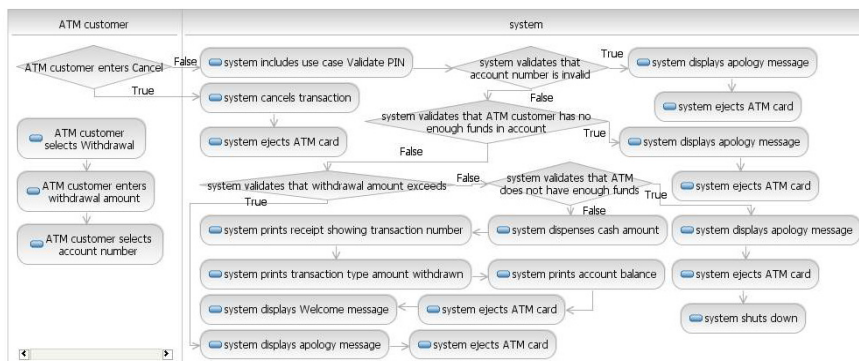 ATM customer
system
ATM customer enters Cancel
False
True
system includes use case Validate PIN
system validates that
account number is invalid
True
False
system displays apology message
system ejects ATM card
system cancels transaction
system ejects ATM card
system validates that ATM customer has no
enough funds in account
True
False
system displays apology message
system ejects ATM card
ATM customer
selects Withdrawal
ATM customer enters
withdrawal amount
ATM customer selects
account number
system validates that withdrawal amount exceeds
False
True
system validates that ATM
does not have enough funds
True
False
system prints receipt showing transaction number
system dispenses cash amount
system displays apology message
system prints transaction type amount withdrawn
system prints account balance
system ejects ATM card
system displays Welcome message
system ejects ATM card
system shuts down
system displays apology message
system ejects ATM card